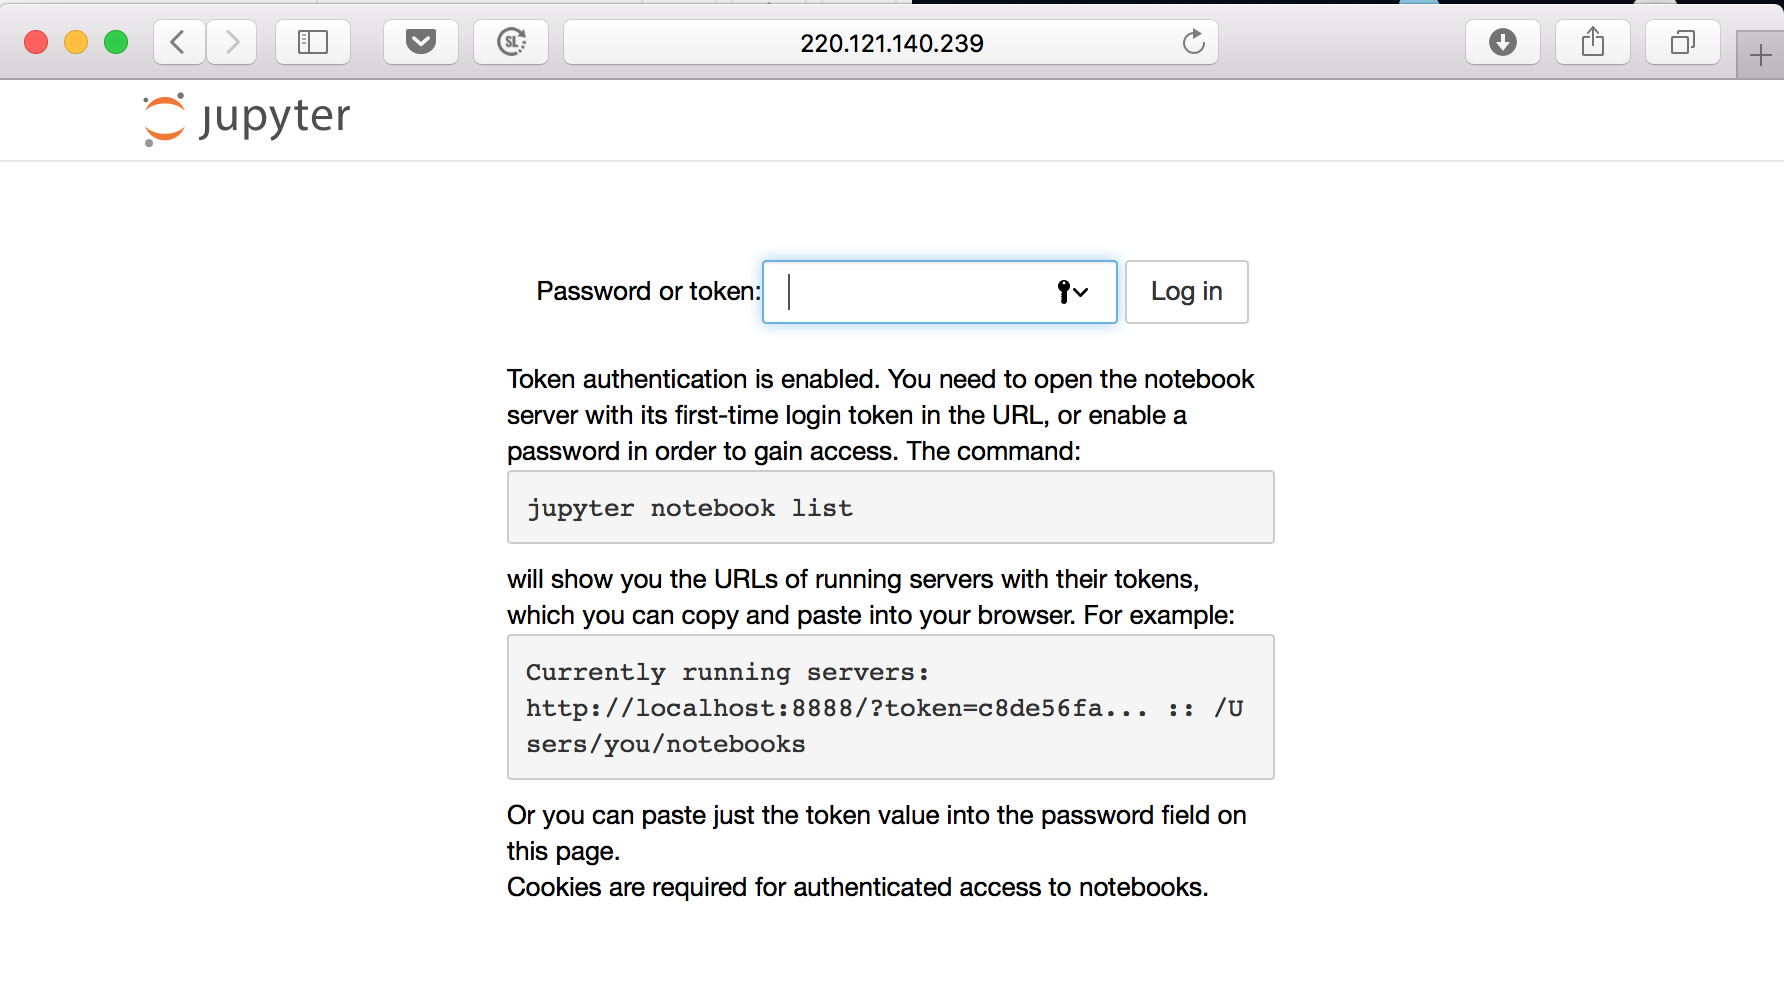 SL
220.121.140.239
jupyter
Password or token:
Log in
Token authentication is enabled. You need to open the notebook
server with its first-time login token in the URL, or enable a
password in order to gain access. The command:
jupyter notebook list
will show you the URLs of running servers with their tokens,
which you can copy and paste into your browser. For example:
Currently running servers:
http://localhost:8888/?token=c8de56fa... :: /U
sers/you/notebooks
Or you can paste just the token value into the password field on
this page.
Cookies are required for authenticated access to notebooks.